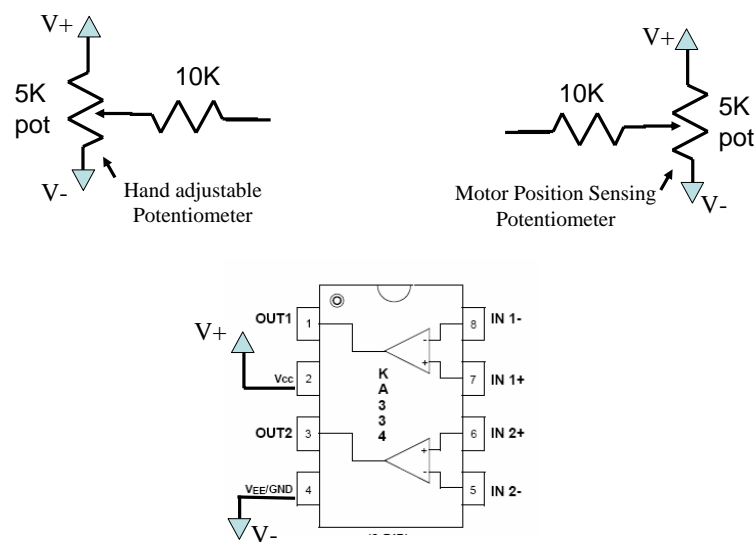 V+
5K
pot
10K
V-
Hand adjustable
Potentiometer
V+
10K
5K
pot
Motor Position Sensing
Potentiometer
V-
V+
OUT1
1
8
IN 1-
-
+
Vcc
2
7
IN 1+
K
A
3
3
4
OUT2
3
6
IN 2+
+
-
VEE/GND
4
5
IN 2-
V-